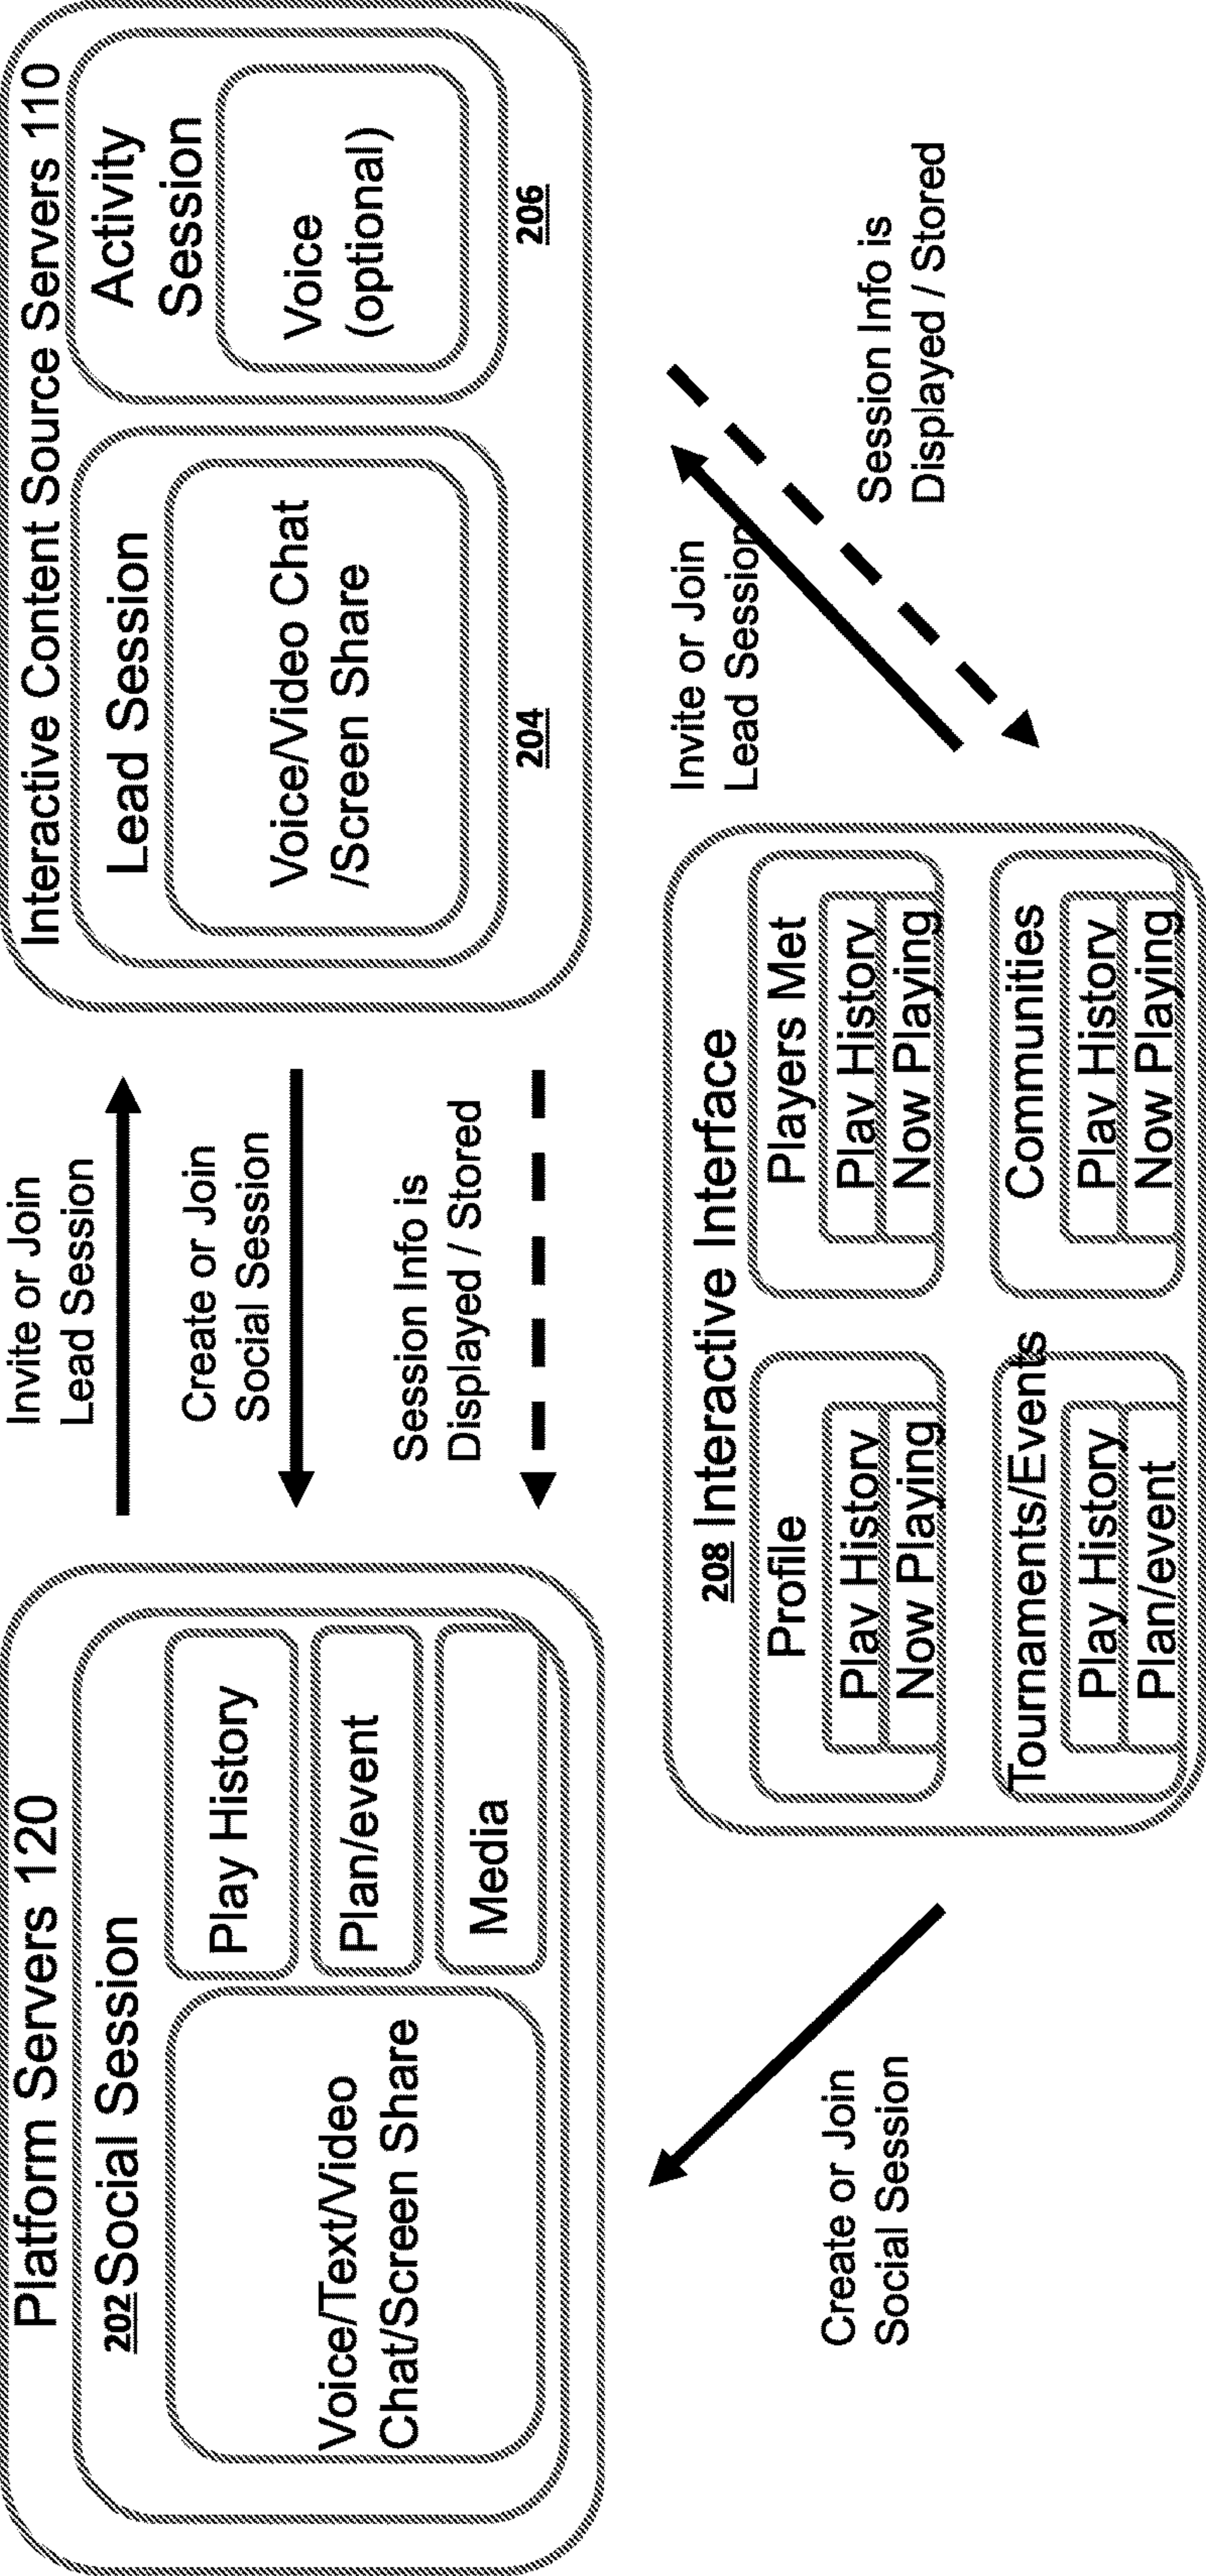 Platform Servers 120
202 Social Session
Voice/Text/Video
Chat/Screen Share
Play History
Plan/event
Media
Invite or Join
Lead Session
Create or Join
Social Session
Session Info is
Displayed / Stored
Interactive Content Source Servers 110
Lead Session
Voice/Video Chat
/Screen Share
204
Activity
Session
Voice
(optional)
206
Create or Join
Social Session
208 Interactive Interface
Profile
Play History
Now Playing
Players Met
Play History
Now Playing
Tournaments/Events
Play History
Plan/event
Communities
Play History
Now Playing
Invite or Join
Lead Session
Session Info is
Displayed / Stored